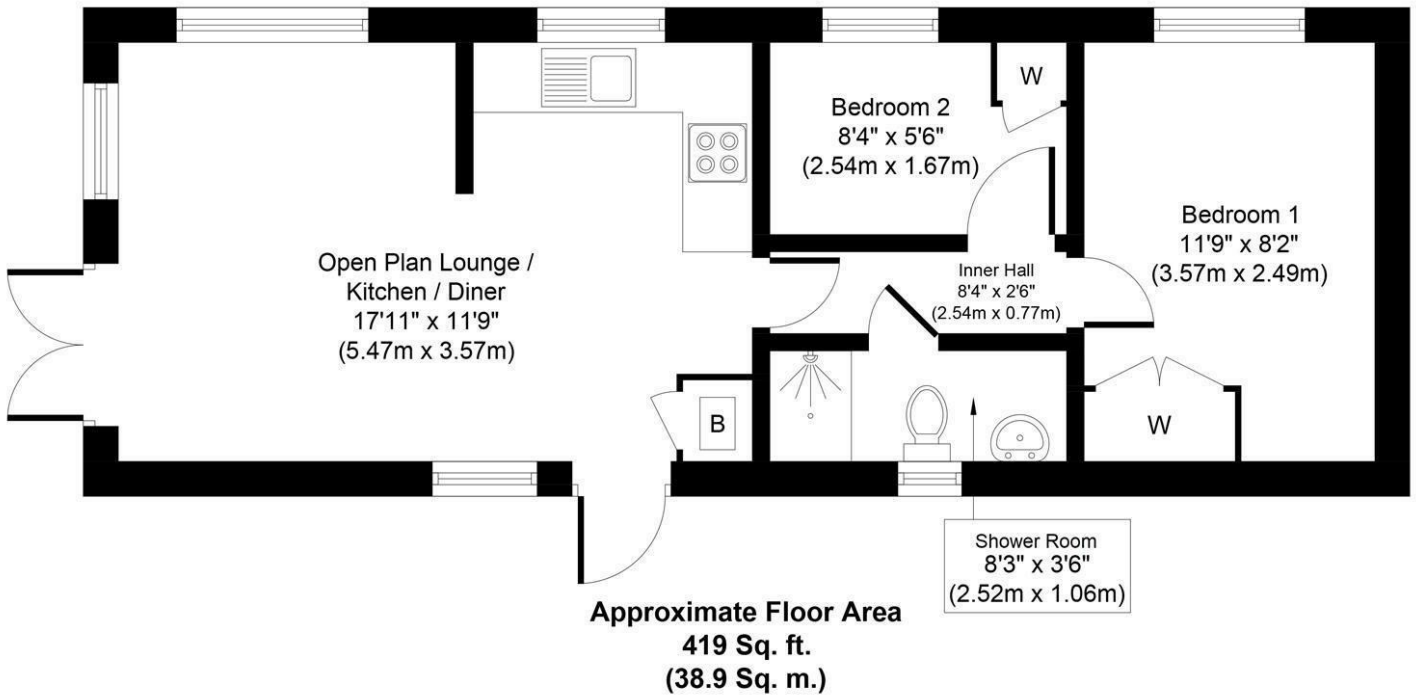 W
Bedroom 2
8'4" x 5'6"
(2.54m x 1.67m)
Bedroom 1
11'9" x 8'2"
(3.57m x 2.49m)
Open Plan Lounge /
Kitchen / Diner
17'11" x 11'9"
(5.47m x 3.57m)
Inner Hall
8'4" x 2'6"
(2.54m x 0.77m)
B
W
Shower Room
8'3" x 3'6"
(2.52m x 1.06m)
Approximate Floor Area
419 Sq. ft.
(38.9 Sq. m.)